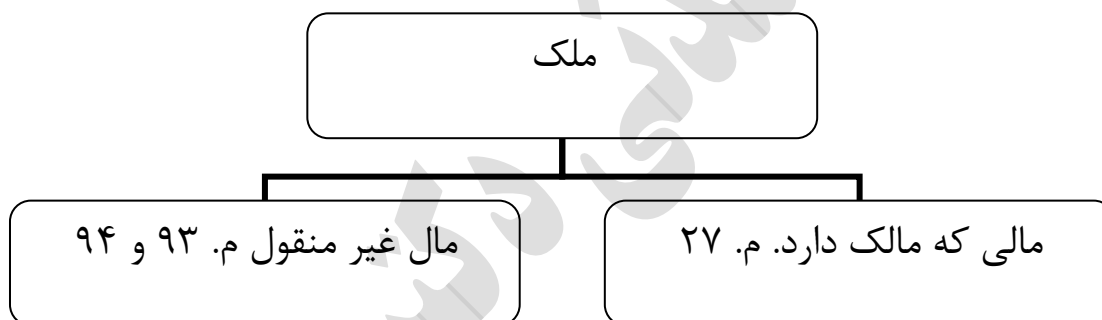 ملک
مالی که مالک دارد. م. ۲۷
مال غیر منقول م. ۹۳ و ۹۴